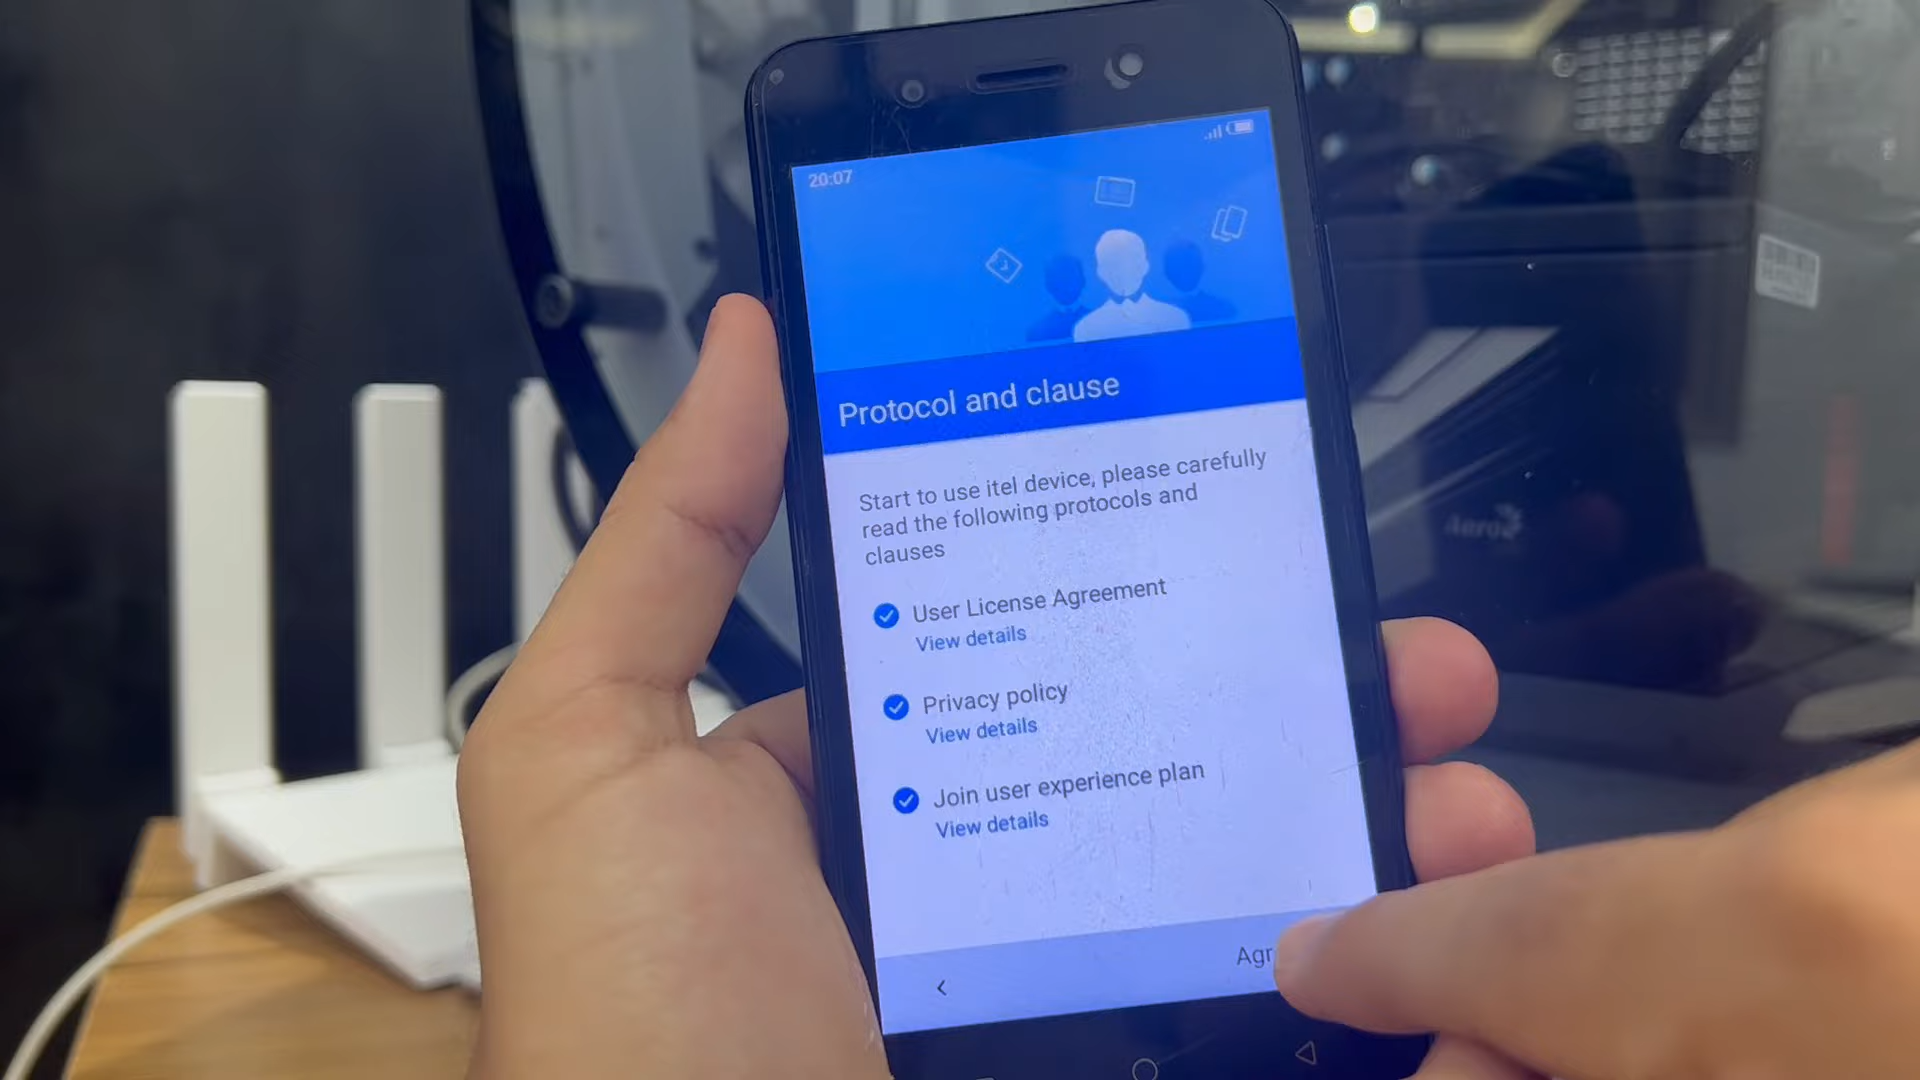 20:07
Protocol and clause
Start to use itel device, please carefully
read the following protocols and
clauses
User License Agreement
View details
Privacy policy
View details
Join user experience plan
View details
Agr